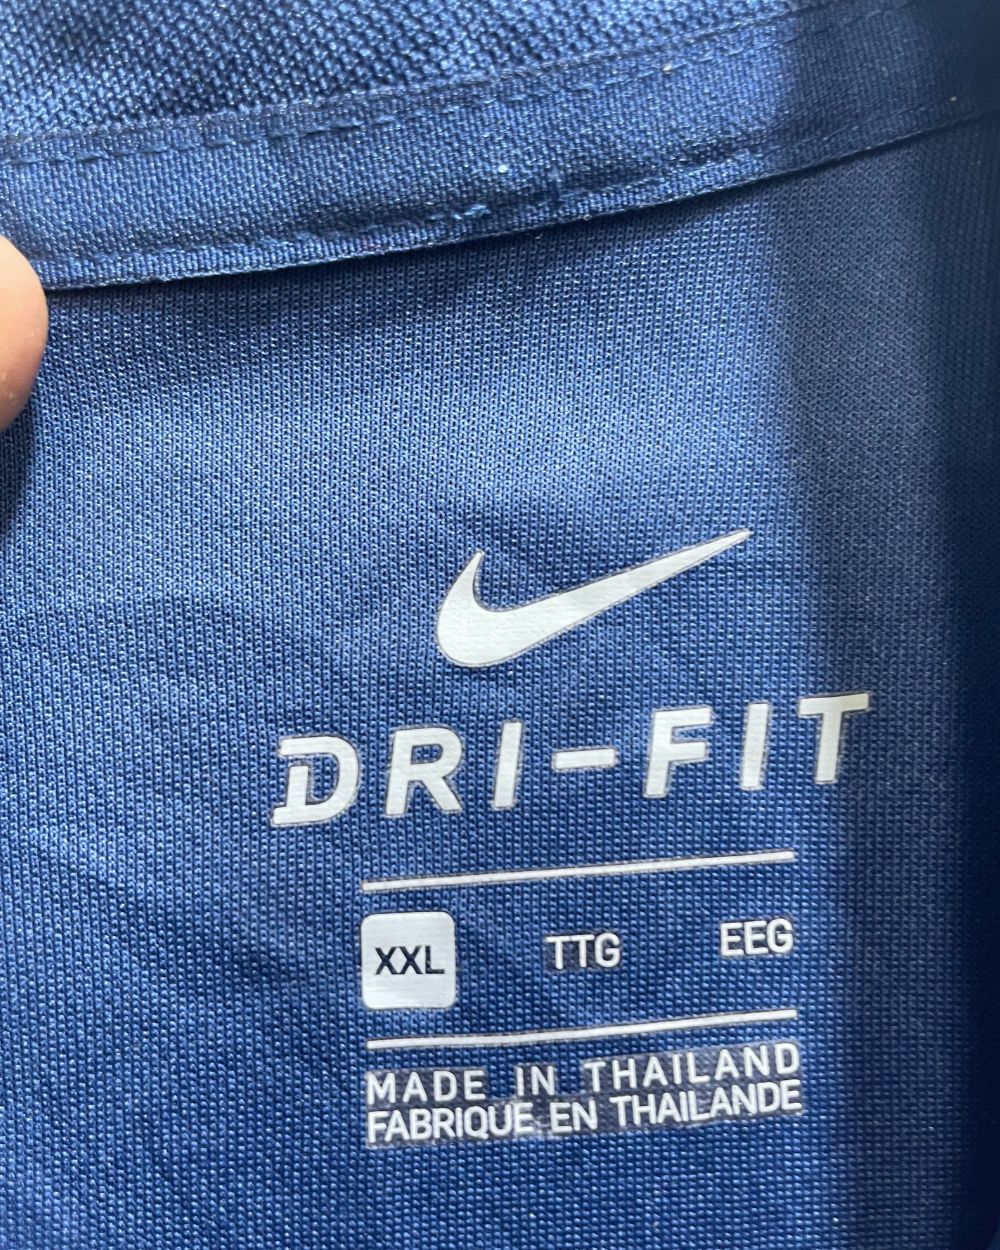 DRI-FIT
XXL TTG EEG
MADE IN THAILAND
FABRIQUE EN THAILANDE